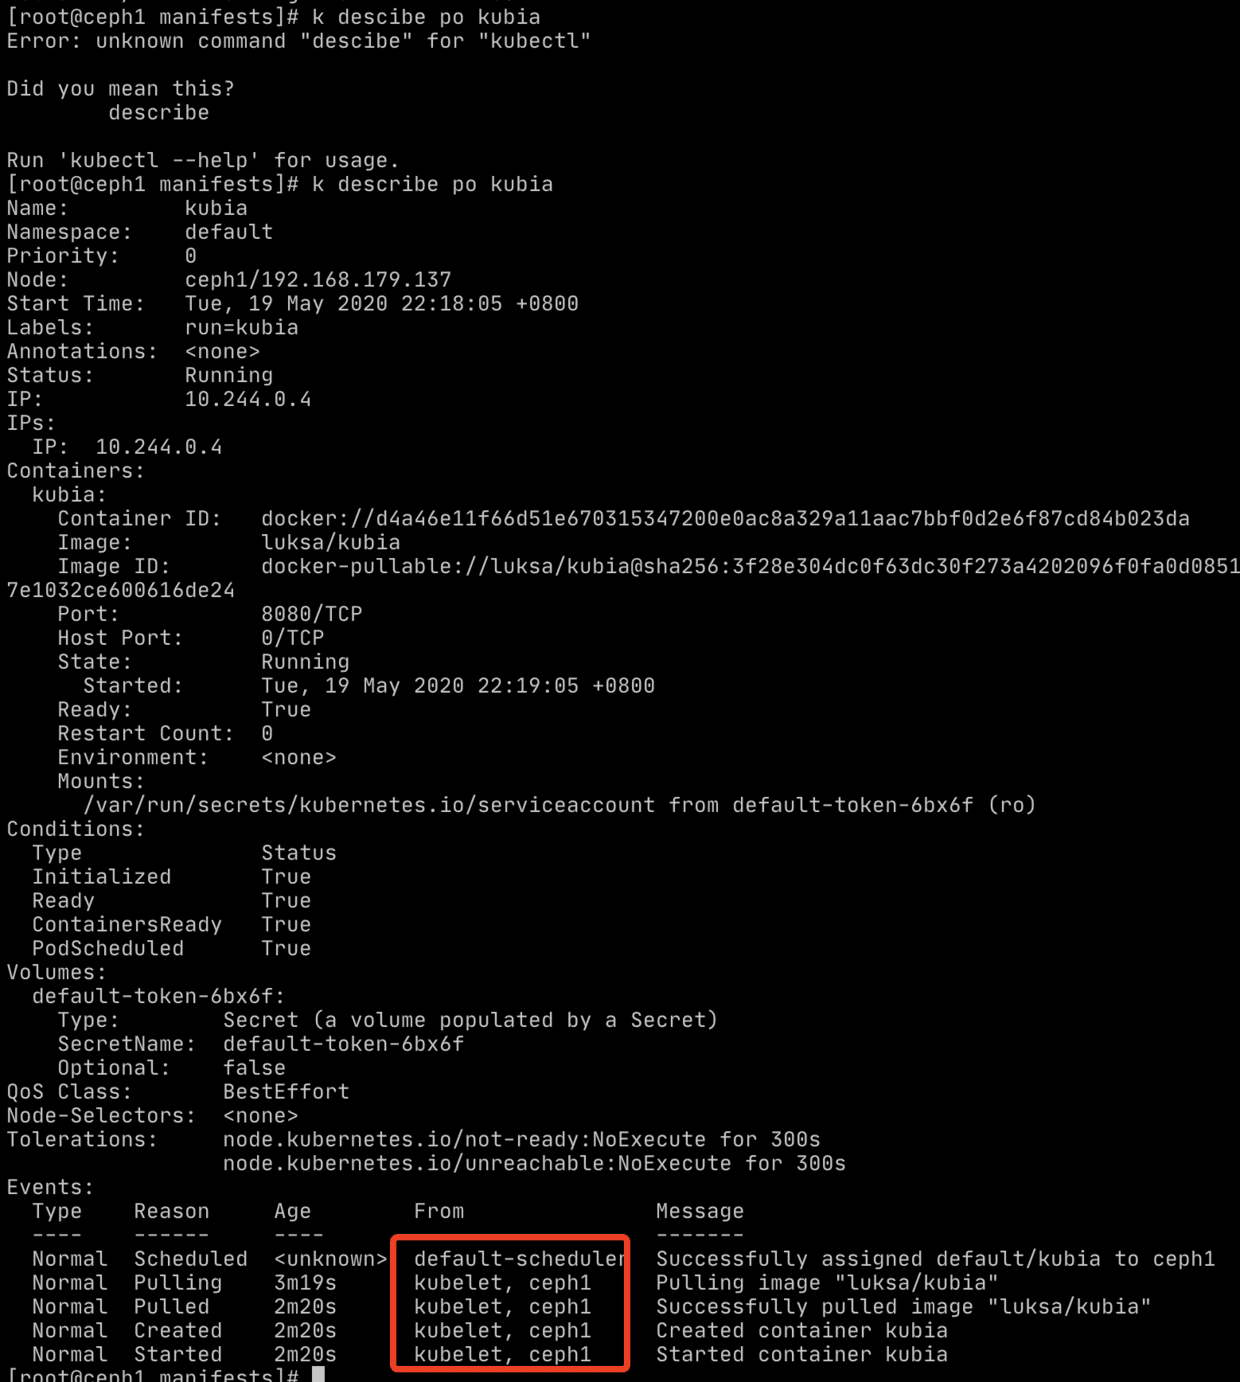 [root@ceph1 manifests]# k descibe po kubia
Error: unknown command "descibe" for "kubectl"

Did you mean this?
        describe

Run 'kubectl --help' for usage.
[root@ceph1 manifests]# k describe po kubia
Name:         kubia
Namespace:    default
Priority:     0
Node:         ceph1/192.168.179.137
Start Time:   Tue, 19 May 2020 22:18:05 +0800
Labels:       run=kubia
Annotations:  <none>
Status:       Running
IP:           10.244.0.4
IPs:
  IP:  10.244.0.4
Containers:
  kubia:
    Container ID:   docker://d4a46e11f66d51e670315347200e0ac8a329a11aac7bbf0d2e6f87cd84b023da
    Image:          luksa/kubia
    Image ID:       docker-pullable://luksa/kubia@sha256:3f28e304dc0f63dc30f273a4202096f0fa0d0851
7e1032ce600616de24
    Port:           8080/TCP
    Host Port:      0/TCP
    State:          Running
      Started:      Tue, 19 May 2020 22:19:05 +0800
    Ready:          True
    Restart Count:  0
    Environment:    <none>
    Mounts:
      /var/run/secrets/kubernetes.io/serviceaccount from default-token-6bx6f (ro)
Conditions:
  Type              Status
  Initialized       True
  Ready             True
  ContainersReady   True
  PodScheduled      True
Volumes:
  default-token-6bx6f:
    Type:        Secret (a volume populated by a Secret)
    SecretName:  default-token-6bx6f
    Optional:    false
QoS Class:       BestEffort
Node-Selectors:  <none>
Tolerations:     node.kubernetes.io/not-ready:NoExecute for 300s
                 node.kubernetes.io/unreachable:NoExecute for 300s
Events:
  Type    Reason     Age        From               Message
  ----    ------     ----                          -------
  Normal  Scheduled  <unknown>  default-scheduler  Successfully assigned default/kubia to ceph1
  Normal  Pulling    3m19s      kubelet, ceph1     Pulling image "luksa/kubia"
  Normal  Pulled     2m20s      kubelet, ceph1     Successfully pulled image "luksa/kubia"
  Normal  Created    2m20s      kubelet, ceph1     Created container kubia
  Normal  Started    2m20s      kubelet, ceph1     Started container kubia
[root@ceph1 manifests]#